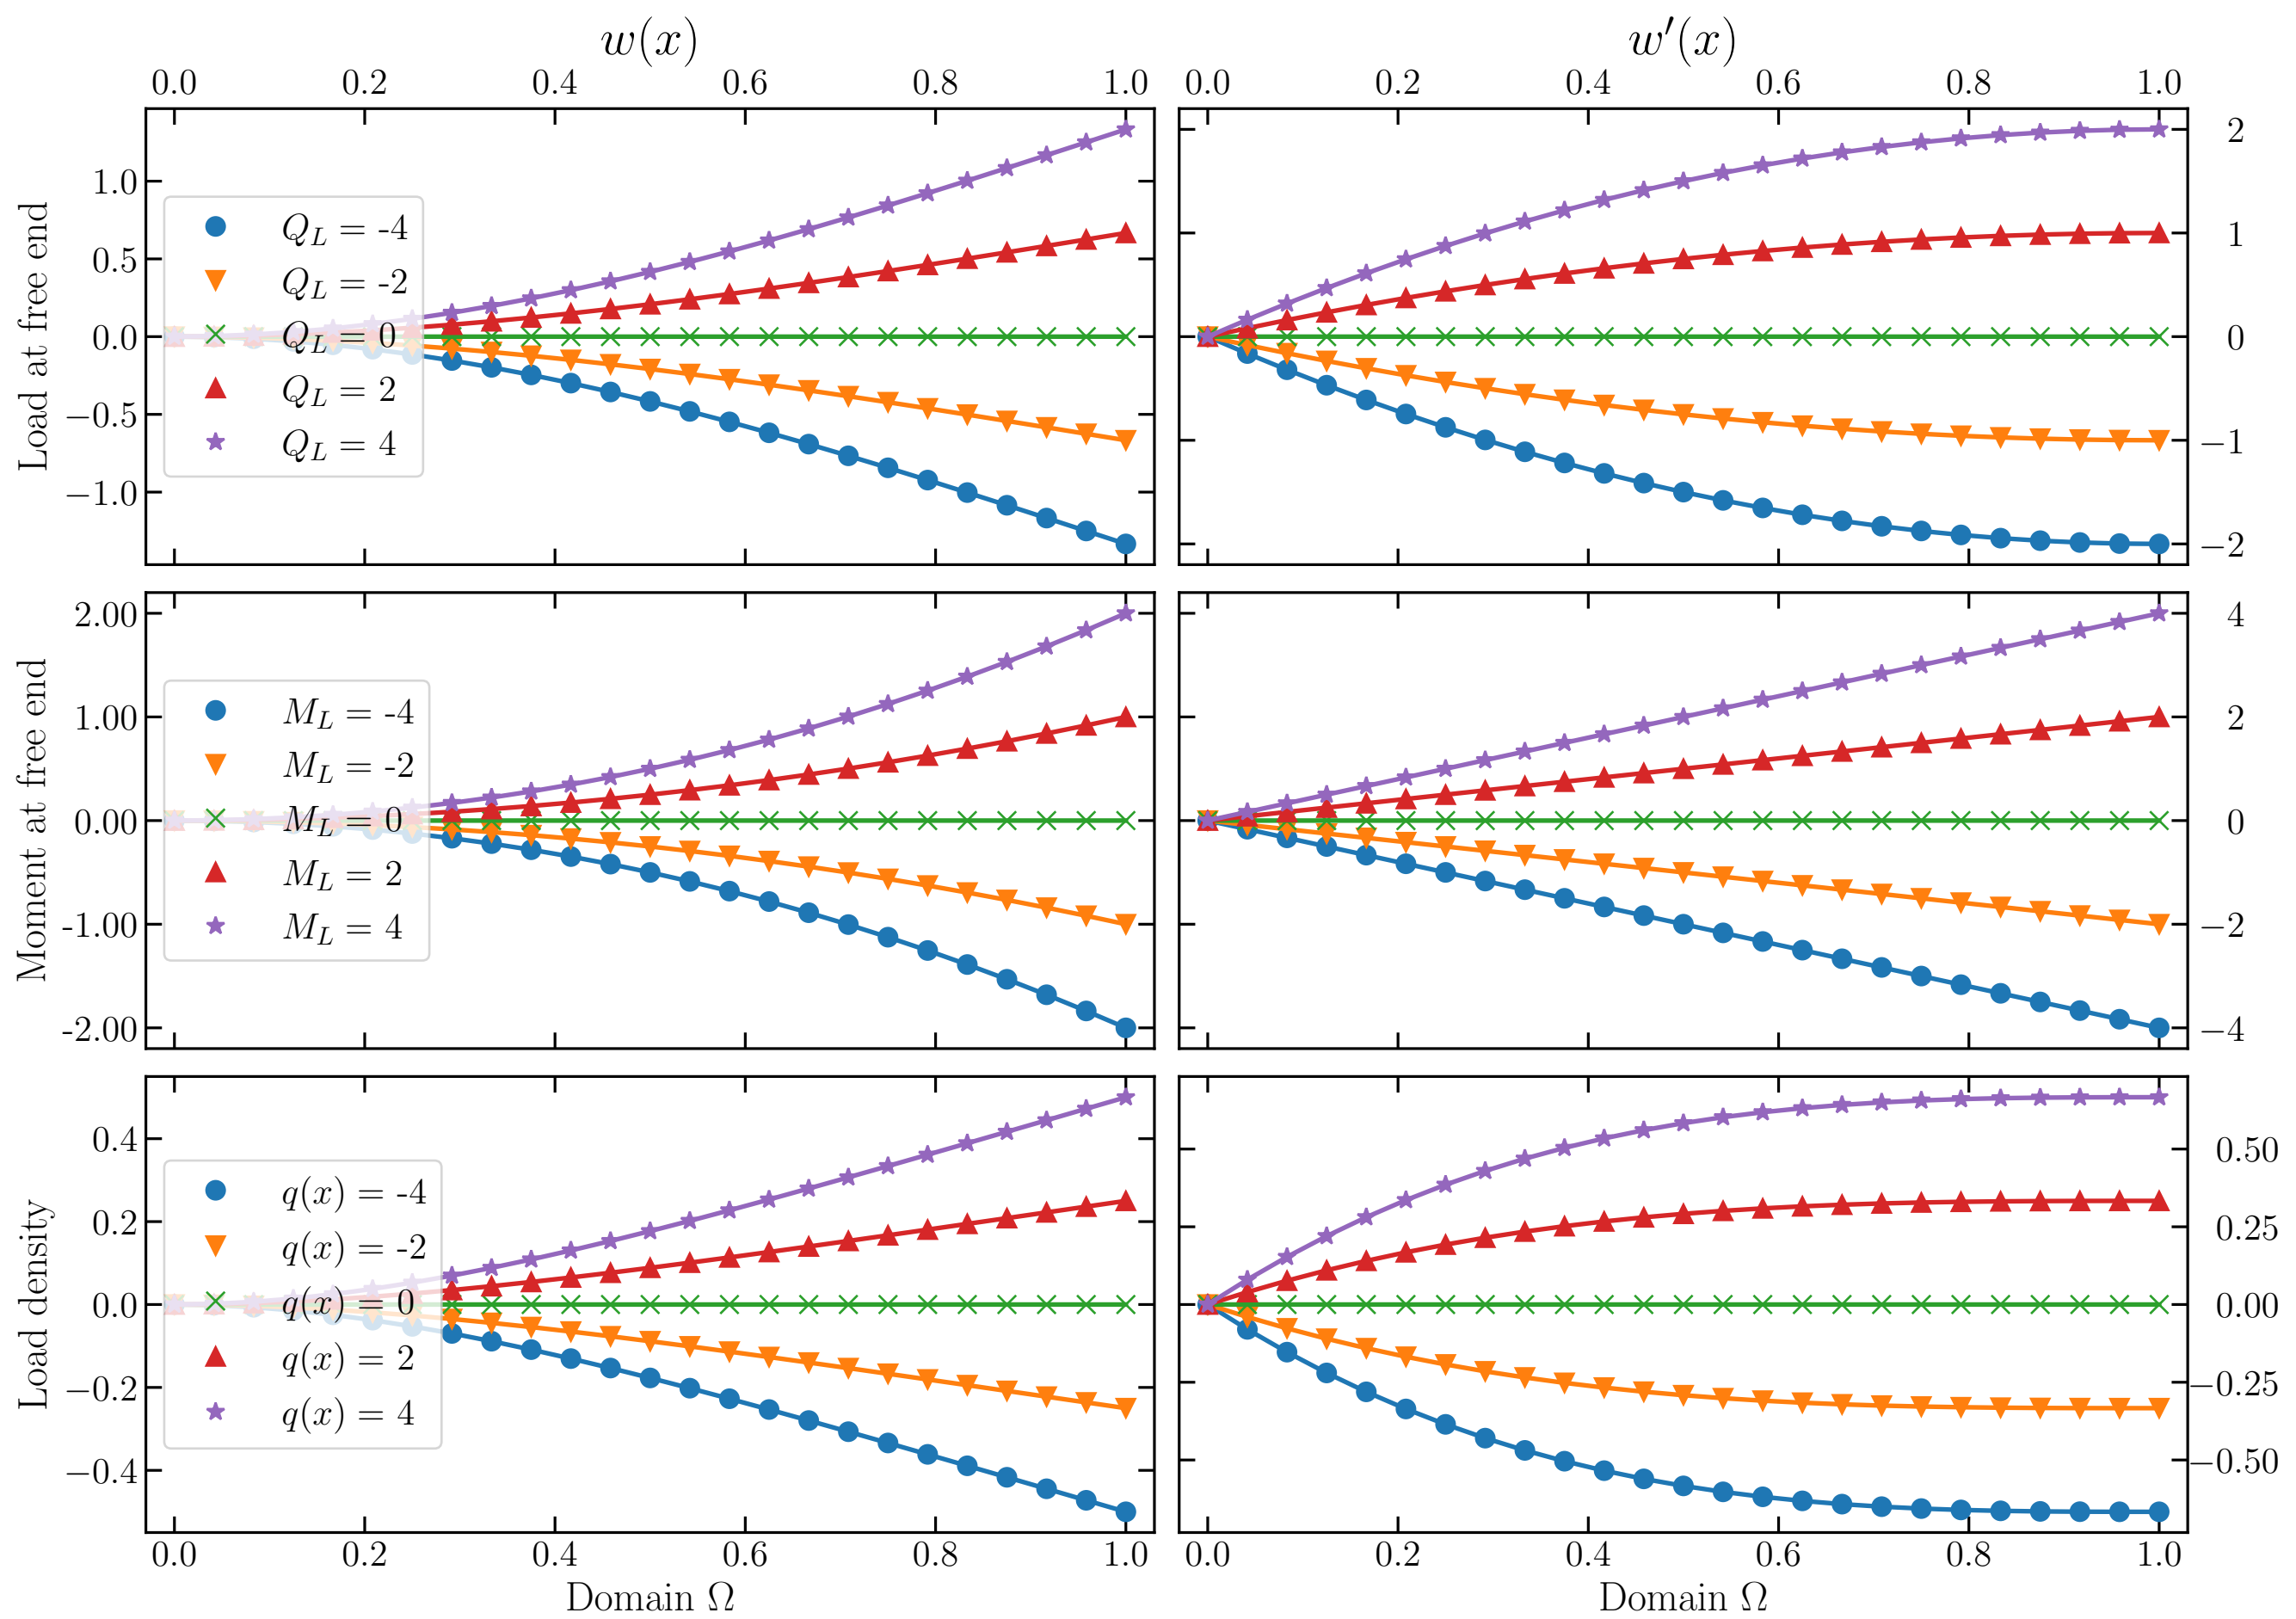 w(x)
w′(x)
0.0 0.2 0.4 0.6 0.8 1.0
0.0 0.2 0.4 0.6 0.8 1.0
Load at free end
1.0
0.5
0.0
−0.5
−1.0
Q_L = -4
Q_L = -2
Q_L = 0
Q_L = 2
Q_L = 4
2
1
0
−1
−2
Moment at free end
2.00
1.00
0.00
-1.00
-2.00
M_L = -4
M_L = -2
M_L = 0
M_L = 2
M_L = 4
4
2
0
−2
−4
Load density
0.4
0.2
0.0
−0.2
−0.4
q(x) = -4
q(x) = -2
q(x) = 0
q(x) = 2
q(x) = 4
0.50
0.25
0.00
−0.25
−0.50
0.0 0.2 0.4 0.6 0.8 1.0
0.0 0.2 0.4 0.6 0.8 1.0
Domain Ω
Domain Ω